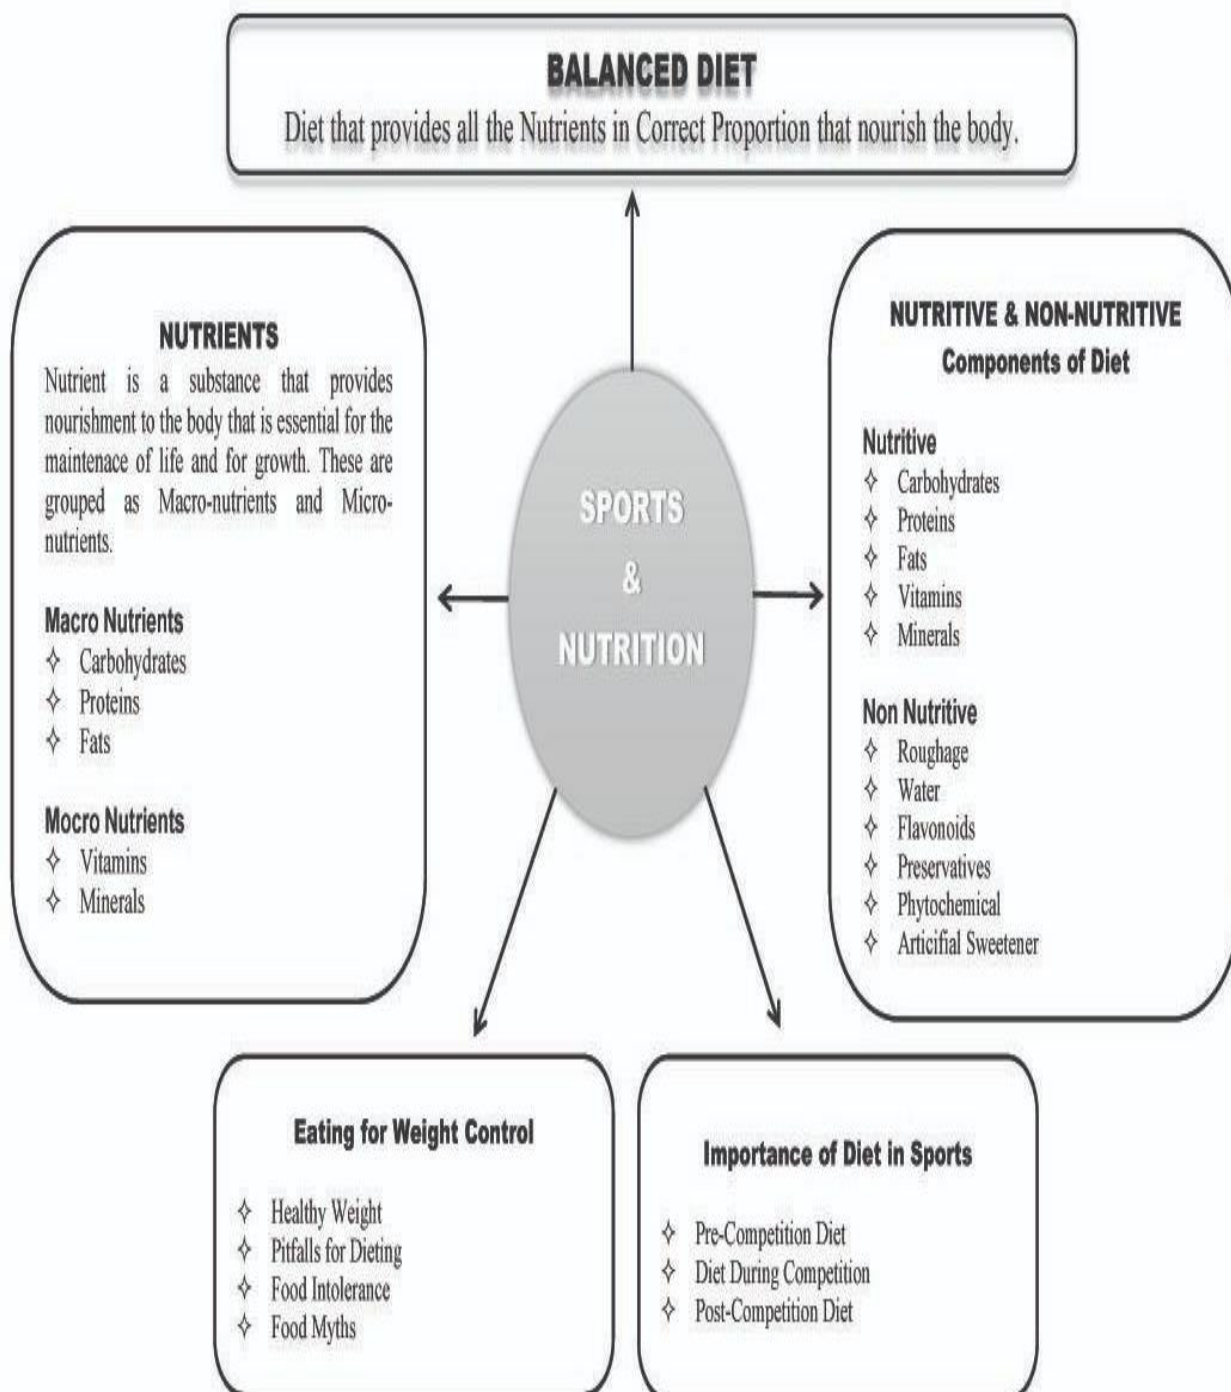 BALANCED DIET
Diet that provides all the Nutrients in Correct Proportion that nourish the body.
NUTRIENTS
Nutrient is a substance that provides
nourishment to the body that is essential for the
maintenace of life and for growth. These are
grouped as Macro-nutrients and Micro-
nutrients.
Macro Nutrients
Carbohydrates
Proteins
Fats
Mocro Nutrients
Vitamins
Minerals
SPORTS
&
NUTRITION
NUTRITIVE & NON-NUTRITIVE
Components of Diet
Nutritive
Carbohydrates
Proteins
Fats
Vitamins
Minerals
Non Nutritive
Roughage
Water
Flavonoids
Preservatives
Phytochemical
Articifial Sweetener
Eating for Weight Control
Healthy Weight
Pitfalls for Dieting
Food Intolerance
Food Myths
Importance of Diet in Sports
Pre-Competition Diet
Diet During Competition
Post-Competition Diet